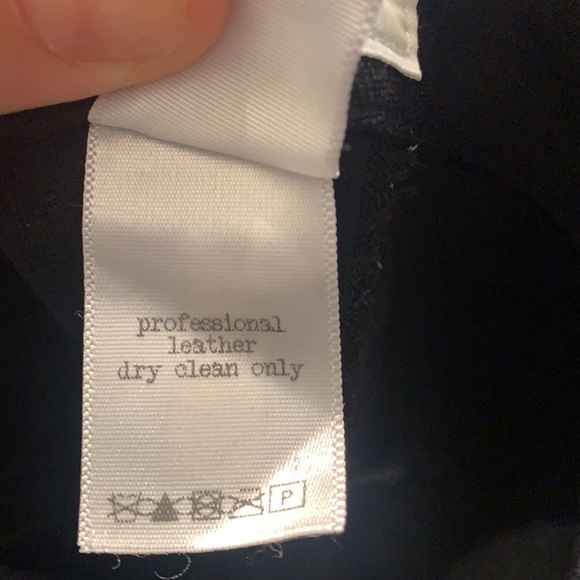 professional
leather
dry clean only
P